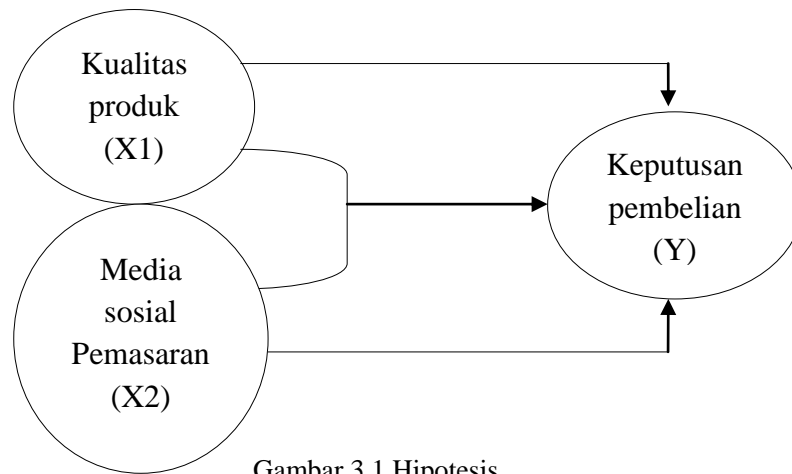 Kualitas
produk
(X1)
Keputusan
pembelian
(Y)
Media
sosial
Pemasaran
(X2)
Gambar 3.1 Hipotesis